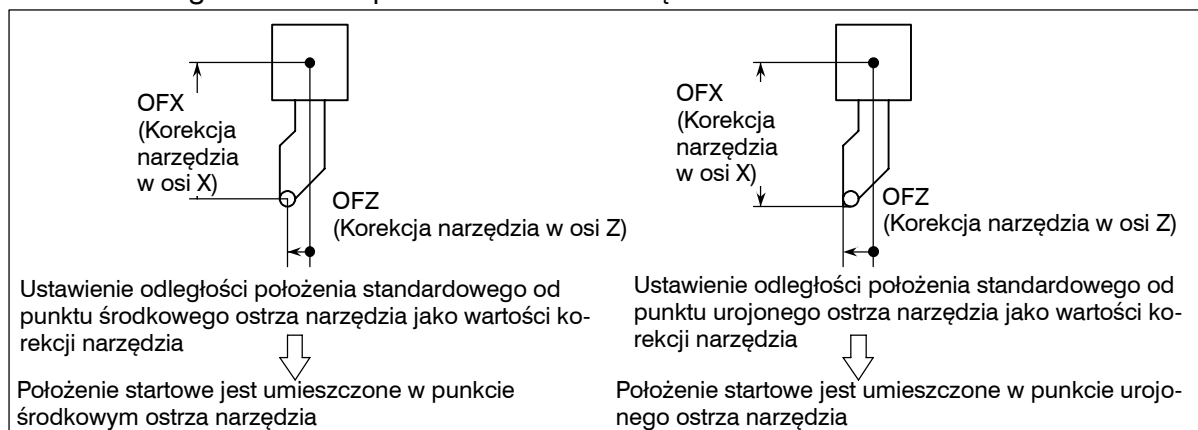 OFX
(Korekcja
narzędzia
w osi X)
OFZ
(Korekcja narzędzia w osi Z)
Ustawienie odległości położenia standardowego od
punktu środkowego ostrza narzędzia jako wartości ko-
rekcji narzędzia
Położenie startowe jest umieszczone w punkcie
środkowym ostrza narzędzia
OFX
(Korekcja
narzędzia
w osi X)
OFZ
(Korekcja narzędzia w osi Z)
Ustawienie odległości położenia standardowego od
punktu urojonego ostrza narzędzia jako wartości ko-
rekcji narzędzia
Położenie startowe jest umieszczone w punkcie urojo-
nego ostrza narzędzia